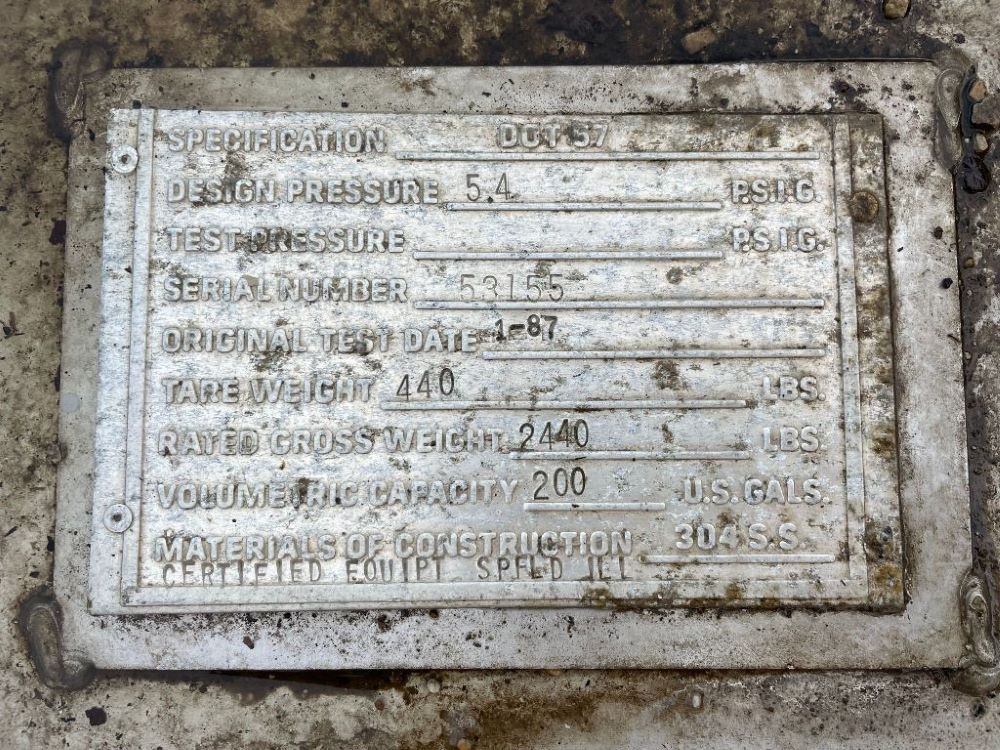 SPECIFICATION DOT 57
DESIGN PRESSURE 5.4 P.S.I.G.
TEST PRESSURE P.S.I.G.
SERIAL NUMBER 53155
ORIGINAL TEST DATE 1-87
TARE WEIGHT 440 LBS.
RATED GROSS WEIGHT 2440 LBS.
VOLUMETRIC CAPACITY 200 U.S. GALS.
MATERIALS OF CONSTRUCTION 304 S.S.
CERTIFIED EQUIPT SPFLD ILL